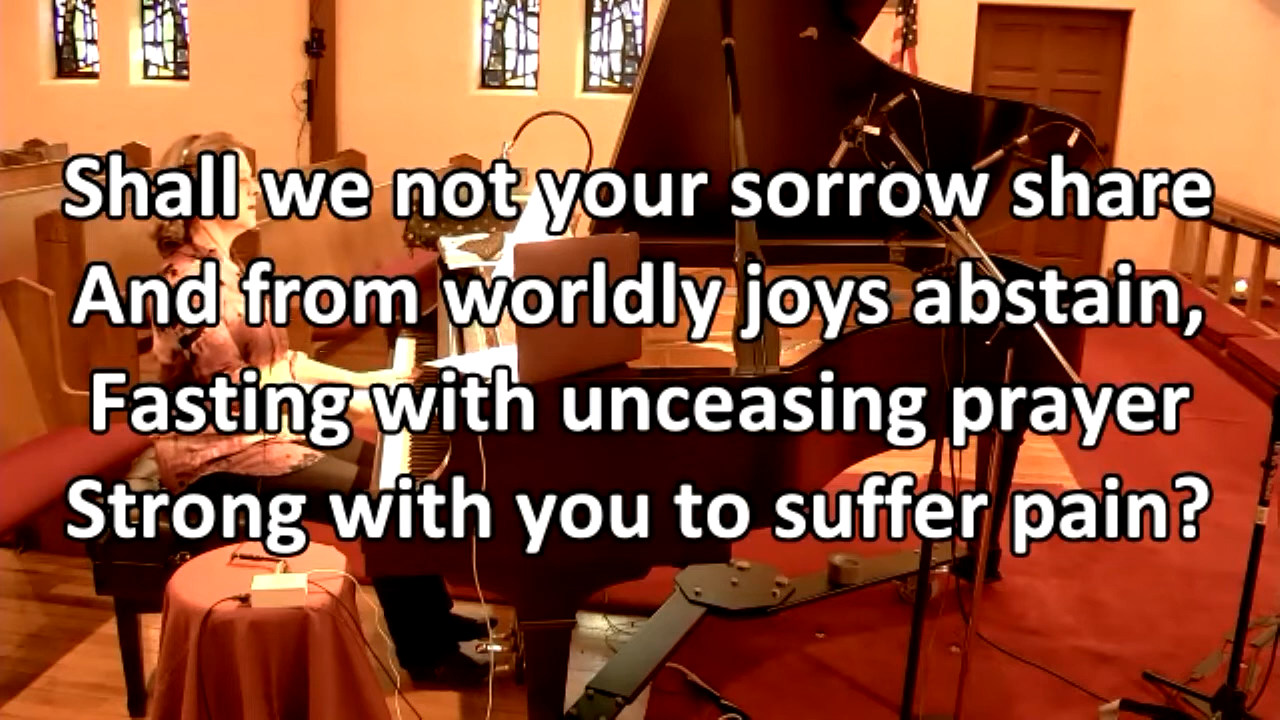 Shall we not your sorrow share
And from worldly joys abstain,
Fasting with unceasing prayer
Strong with you to suffer pain?